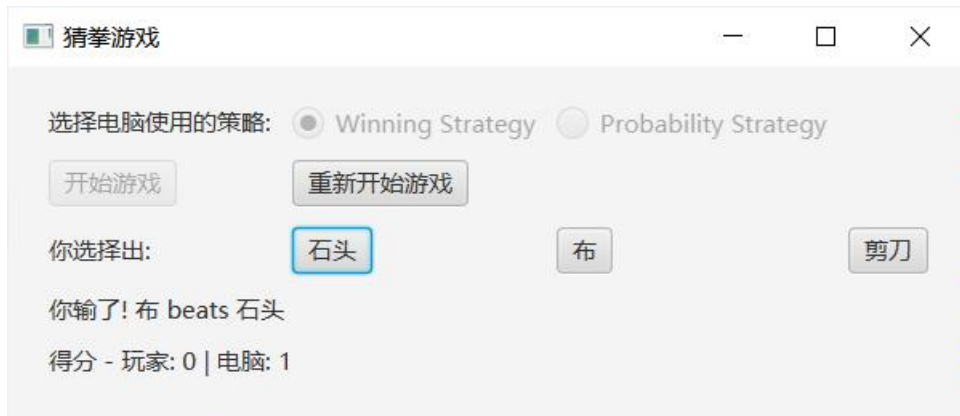 猜拳游戏
选择电脑使用的策略: Winning Strategy Probability Strategy
开始游戏 重新开始游戏
你选择出: 石头 布 剪刀
你输了! 布 beats 石头
得分 - 玩家: 0 | 电脑: 1